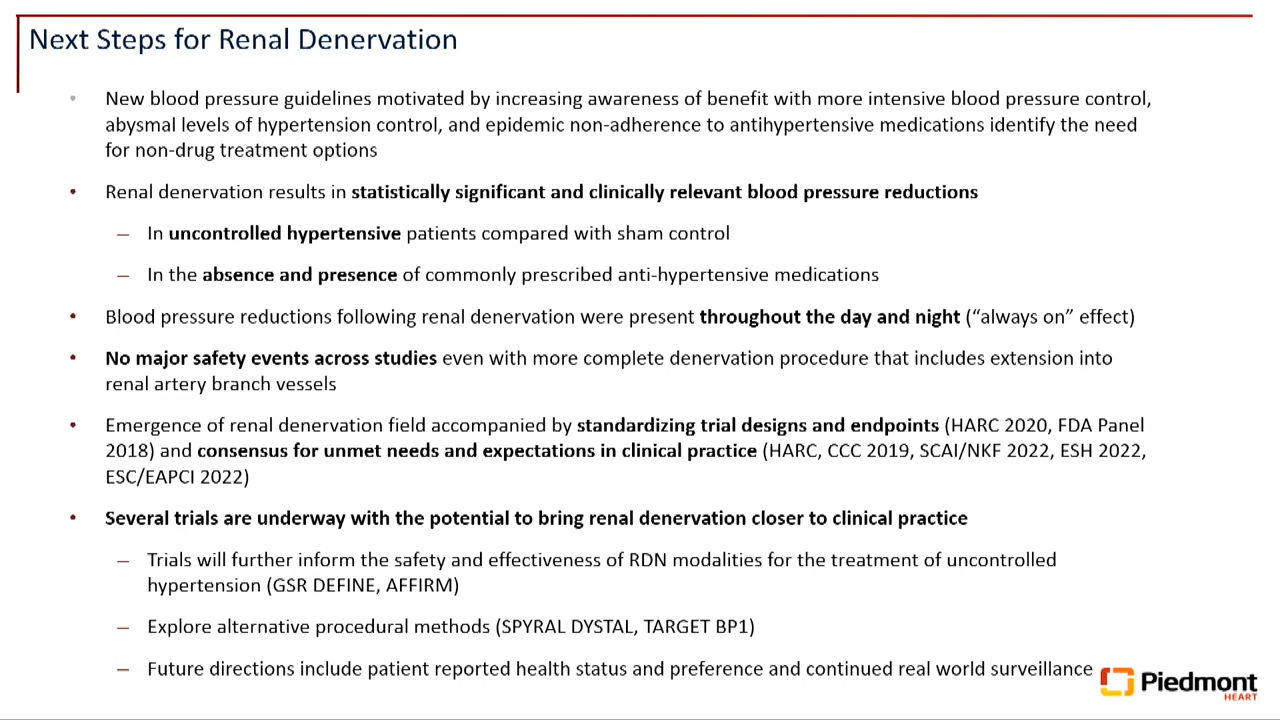 Next Steps for Renal Denervation
• New blood pressure guidelines motivated by increasing awareness of benefit with more intensive blood pressure control,
abysmal levels of hypertension control, and epidemic non-adherence to antihypertensive medications identify the need
for non-drug treatment options
• Renal denervation results in statistically significant and clinically relevant blood pressure reductions
– In uncontrolled hypertensive patients compared with sham control
– In the absence and presence of commonly prescribed anti-hypertensive medications
• Blood pressure reductions following renal denervation were present throughout the day and night (“always on” effect)
• No major safety events across studies even with more complete denervation procedure that includes extension into
renal artery branch vessels
• Emergence of renal denervation field accompanied by standardizing trial designs and endpoints (HARC 2020, FDA Panel
2018) and consensus for unmet needs and expectations in clinical practice (HARC, CCC 2019, SCAI/NKF 2022, ESH 2022,
ESC/EAPCI 2022)
• Several trials are underway with the potential to bring renal denervation closer to clinical practice
– Trials will further inform the safety and effectiveness of RDN modalities for the treatment of uncontrolled
hypertension (GSR DEFINE, AFFIRM)
– Explore alternative procedural methods (SPYRAL DYSTAL, TARGET BP1)
– Future directions include patient reported health status and preference and continued real world surveillance
Piedmont
HEART